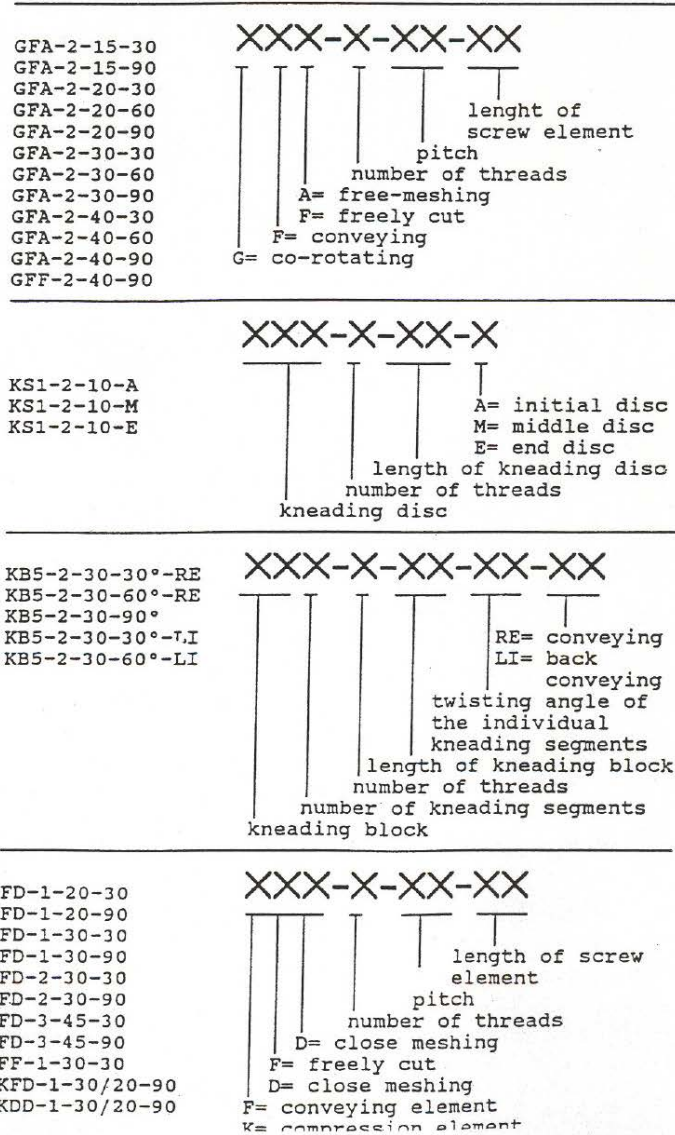 GFA-2-15-30
GFA-2-15-90
GFA-2-20-30
GFA-2-20-60
GFA-2-20-90
GFA-2-30-30
GFA-2-30-60
GFA-2-30-90
GFA-2-40-30
GFA-2-40-60
GFA-2-40-90
GFF-2-40-90
XXX-X-XX-XX
lenght of
screw element
pitch
number of threads
A= free-meshing
F= freely cut
F= conveying
G= co-rotating
KS1-2-10-A
KS1-2-10-M
KS1-2-10-E
XXX-X-XX-X
A= initial disc
M= middle disc
E= end disc
length of kneading disc
number of threads
kneading disc
KB5-2-30-30°-RE
KB5-2-30-60°-RE
KB5-2-30-90°
KB5-2-30-30°-LI
KB5-2-30-60°-LI
XXX-X-XX-XX-XX
RE= conveying
LI= back
conveying
twisting angle of
the individual
kneading segments
length of kneading block
number of threads
number of kneading segments
kneading block
FD-1-20-30
FD-1-20-90
FD-1-30-30
FD-1-30-90
FD-2-30-30
FD-2-30-90
FD-3-45-30
FD-3-45-90
FF-1-30-30
KFD-1-30/20-90
KDD-1-30/20-90
XXX-X-XX-XX
length of screw
element
pitch
number of threads
D= close meshing
F= freely cut
D= close meshing
F= conveying element
K= compression element